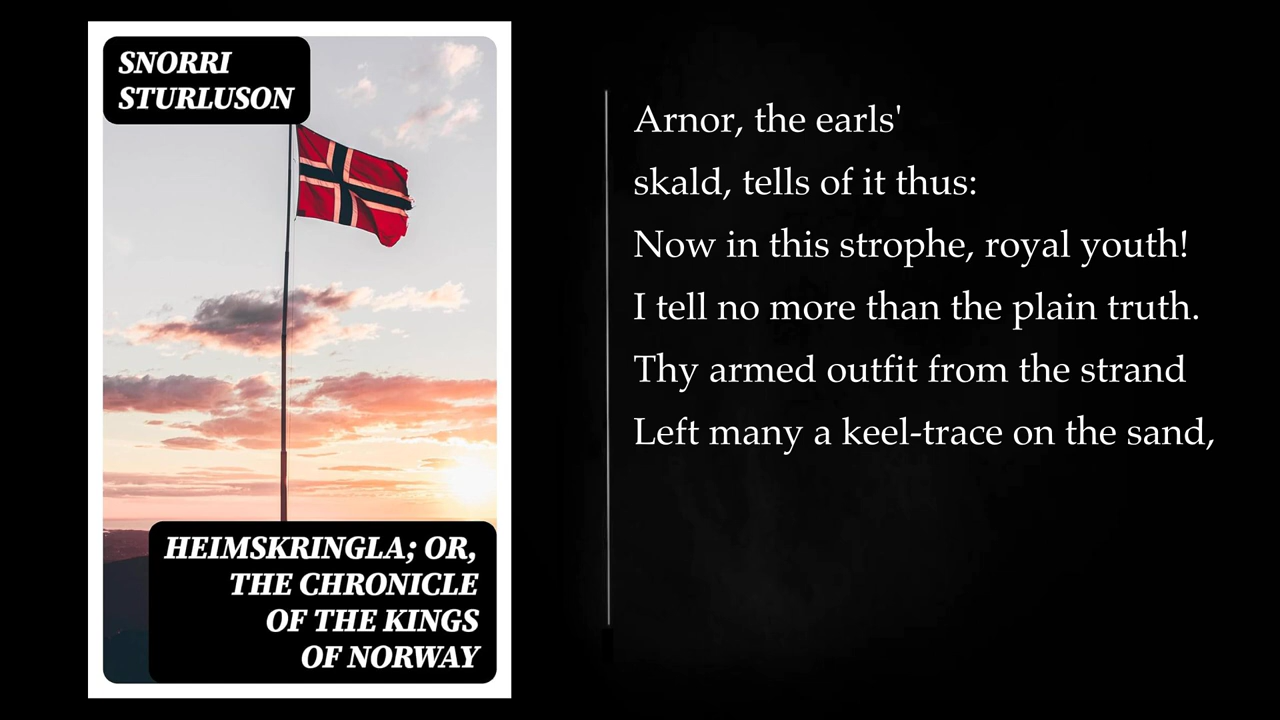 SNORRI
STURLUSON
HEIMSKRINGLA; OR,
THE CHRONICLE
OF THE KINGS
OF NORWAY
Arnor, the earls'
skald, tells of it thus:
Now in this strophe, royal youth!
I tell no more than the plain truth.
Thy armed outfit from the strand
Left many a keel-trace on the sand,